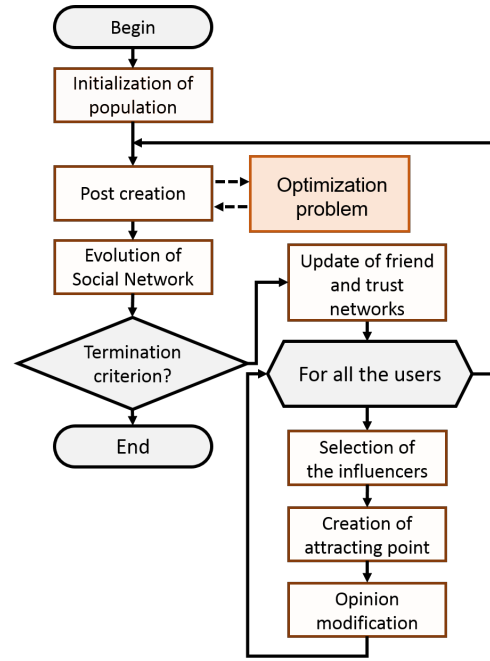 Begin
Initialization of
population
Post creation
Optimization
problem
Evolution of
Social Network
Update of friend
and trust
networks
Termination
criterion?
For all the users
End
Selection of
the influencers
Creation of
attracting point
Opinion
modification